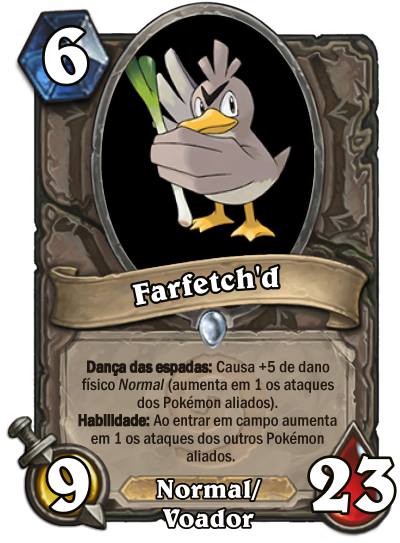 6
Farfetch'd
Dança das espadas: Causa +5 de dano
físico Normal (aumenta em 1 os ataques
dos Pokémon aliados).
Habilidade: Ao entrar em campo aumenta
em 1 os ataques dos outros Pokémon
aliados.
9
Normal/
Voador
23